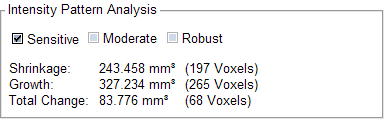 Intensity Pattern Analysis
Sensitive Moderate Robust
Shrinkage: 243.458 mm³ (197 Voxels)
Growth: 327.234 mm³ (265 Voxels)
Total Change: 83.776 mm³ (68 Voxels)